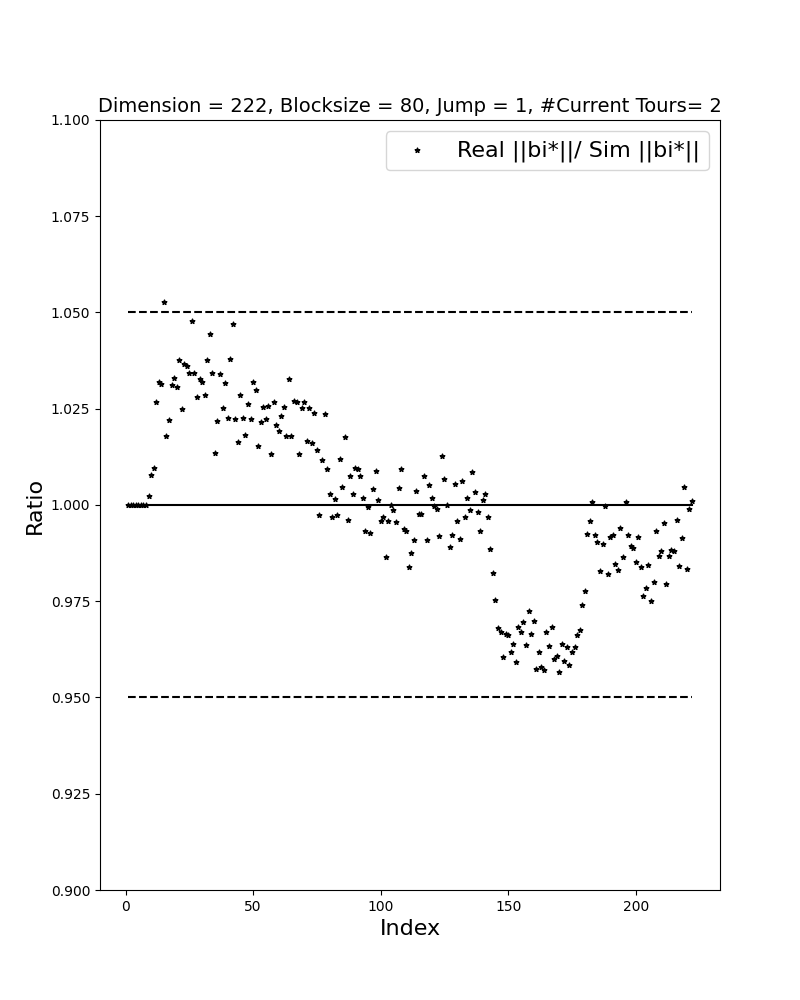 Dimension = 222, Blocksize = 80, Jump = 1, #Current Tours= 2
1.100
Real ||bi*||/ Sim ||bi*||
1.075
1.050
1.025
1.000
Ratio
0.975
0.950
0.925
0.900
0 50 100 150 200
Index